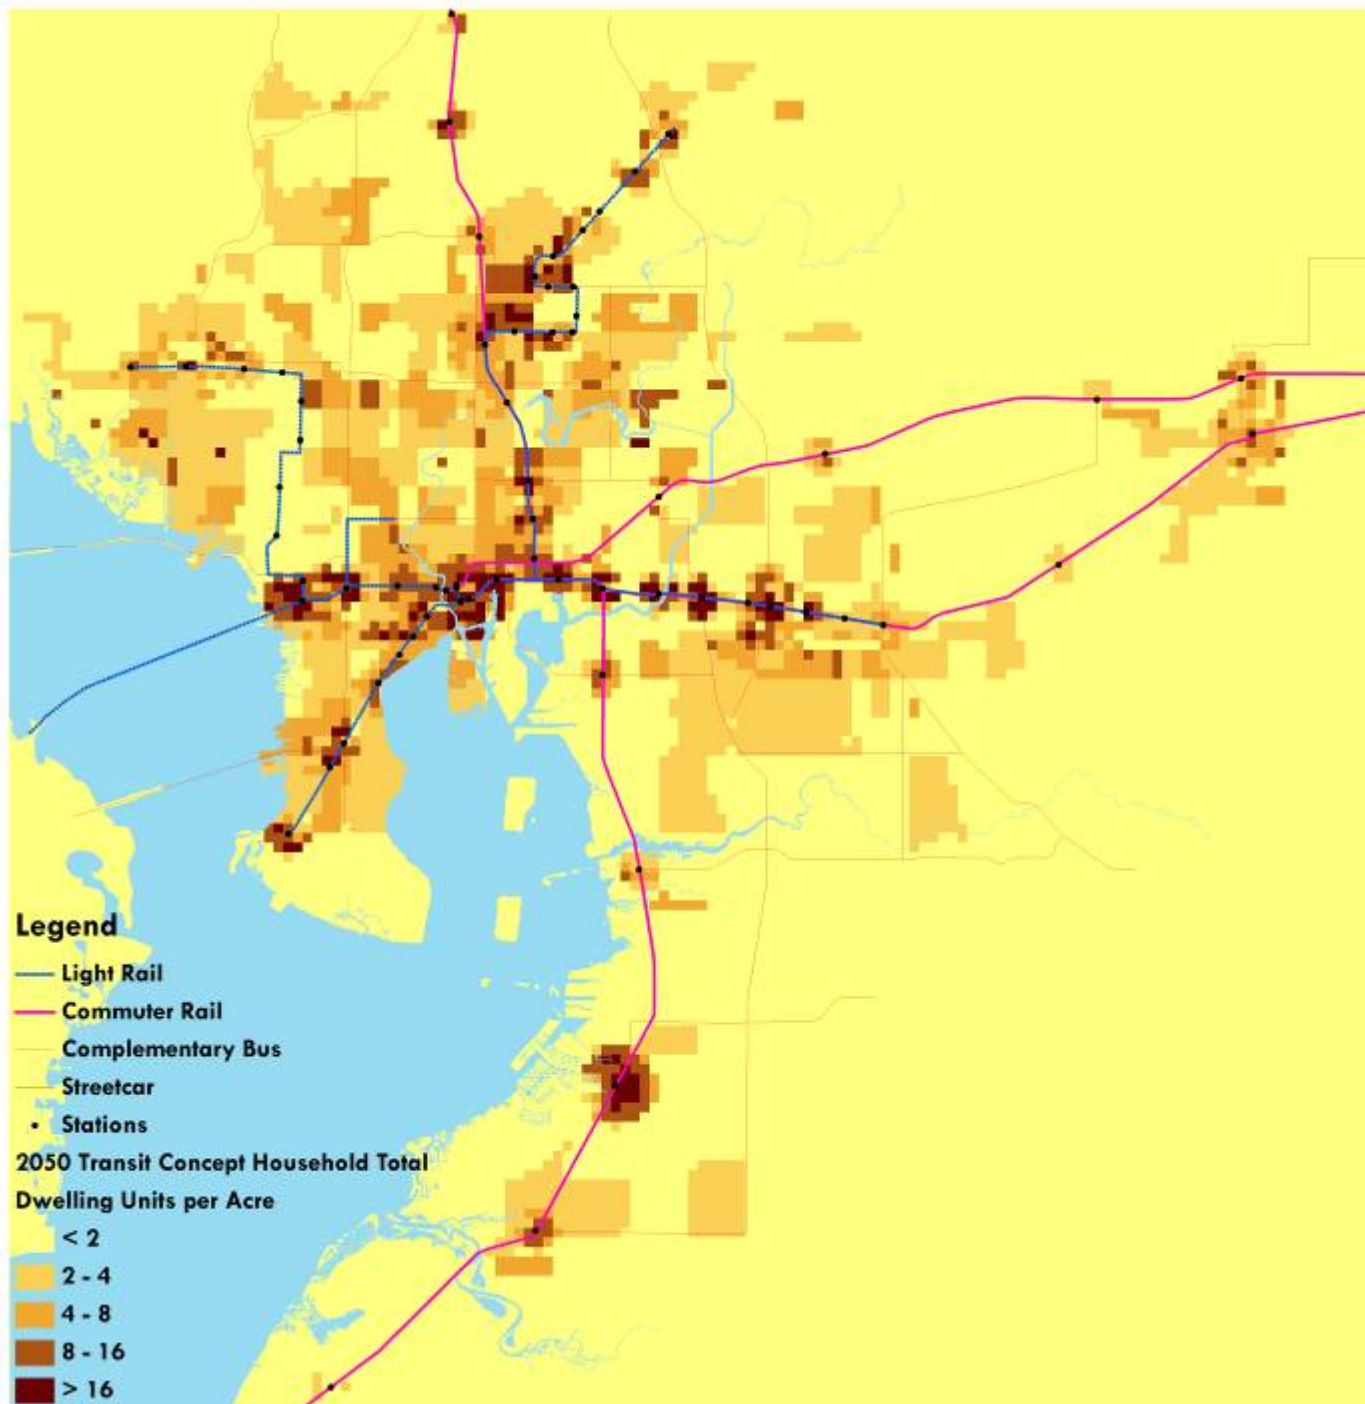 Legend
Light Rail
Commuter Rail
Complementary Bus
Streetcar
Stations
2050 Transit Concept Household Total
Dwelling Units per Acre
< 2
2 - 4
4 - 8
8 - 16
> 16